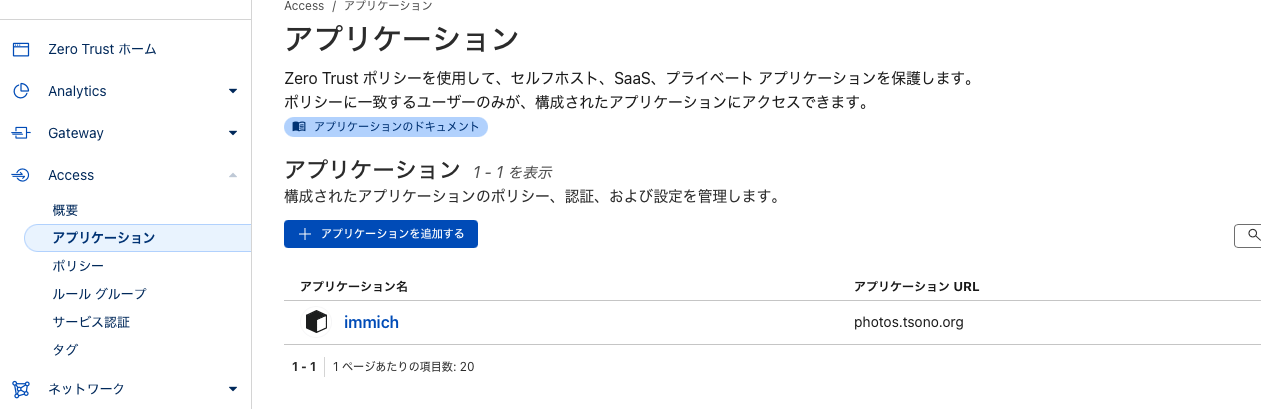 Access / アプリケーション
アプリケーション
Zero Trust ホーム
Analytics
Gateway
Access
概要
アプリケーション
ポリシー
ルール グループ
サービス認証
タグ
ネットワーク
Zero Trust ポリシーを使用して、セルフホスト、SaaS、プライベート アプリケーションを保護します。
ポリシーに一致するユーザーのみが、構成されたアプリケーションにアクセスできます。
アプリケーションのドキュメント
アプリケーション 1 - 1 を表示
構成されたアプリケーションのポリシー、認証、および設定を管理します。
アプリケーションを追加する
アプリケーション名 アプリケーション URL
immich photos.tsono.org
1 - 1 1 ページあたりの項目数: 20